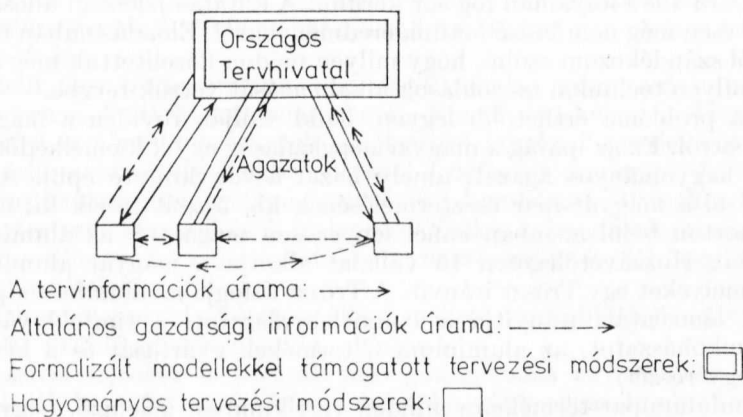 Országos
Tervhivatal
Ágazatok
A tervinformációk árama:
Általános gazdasági információk árama:
Formalizált modellekkel támogatott tervezési módszerek:
Hagyományos tervezési módszerek: